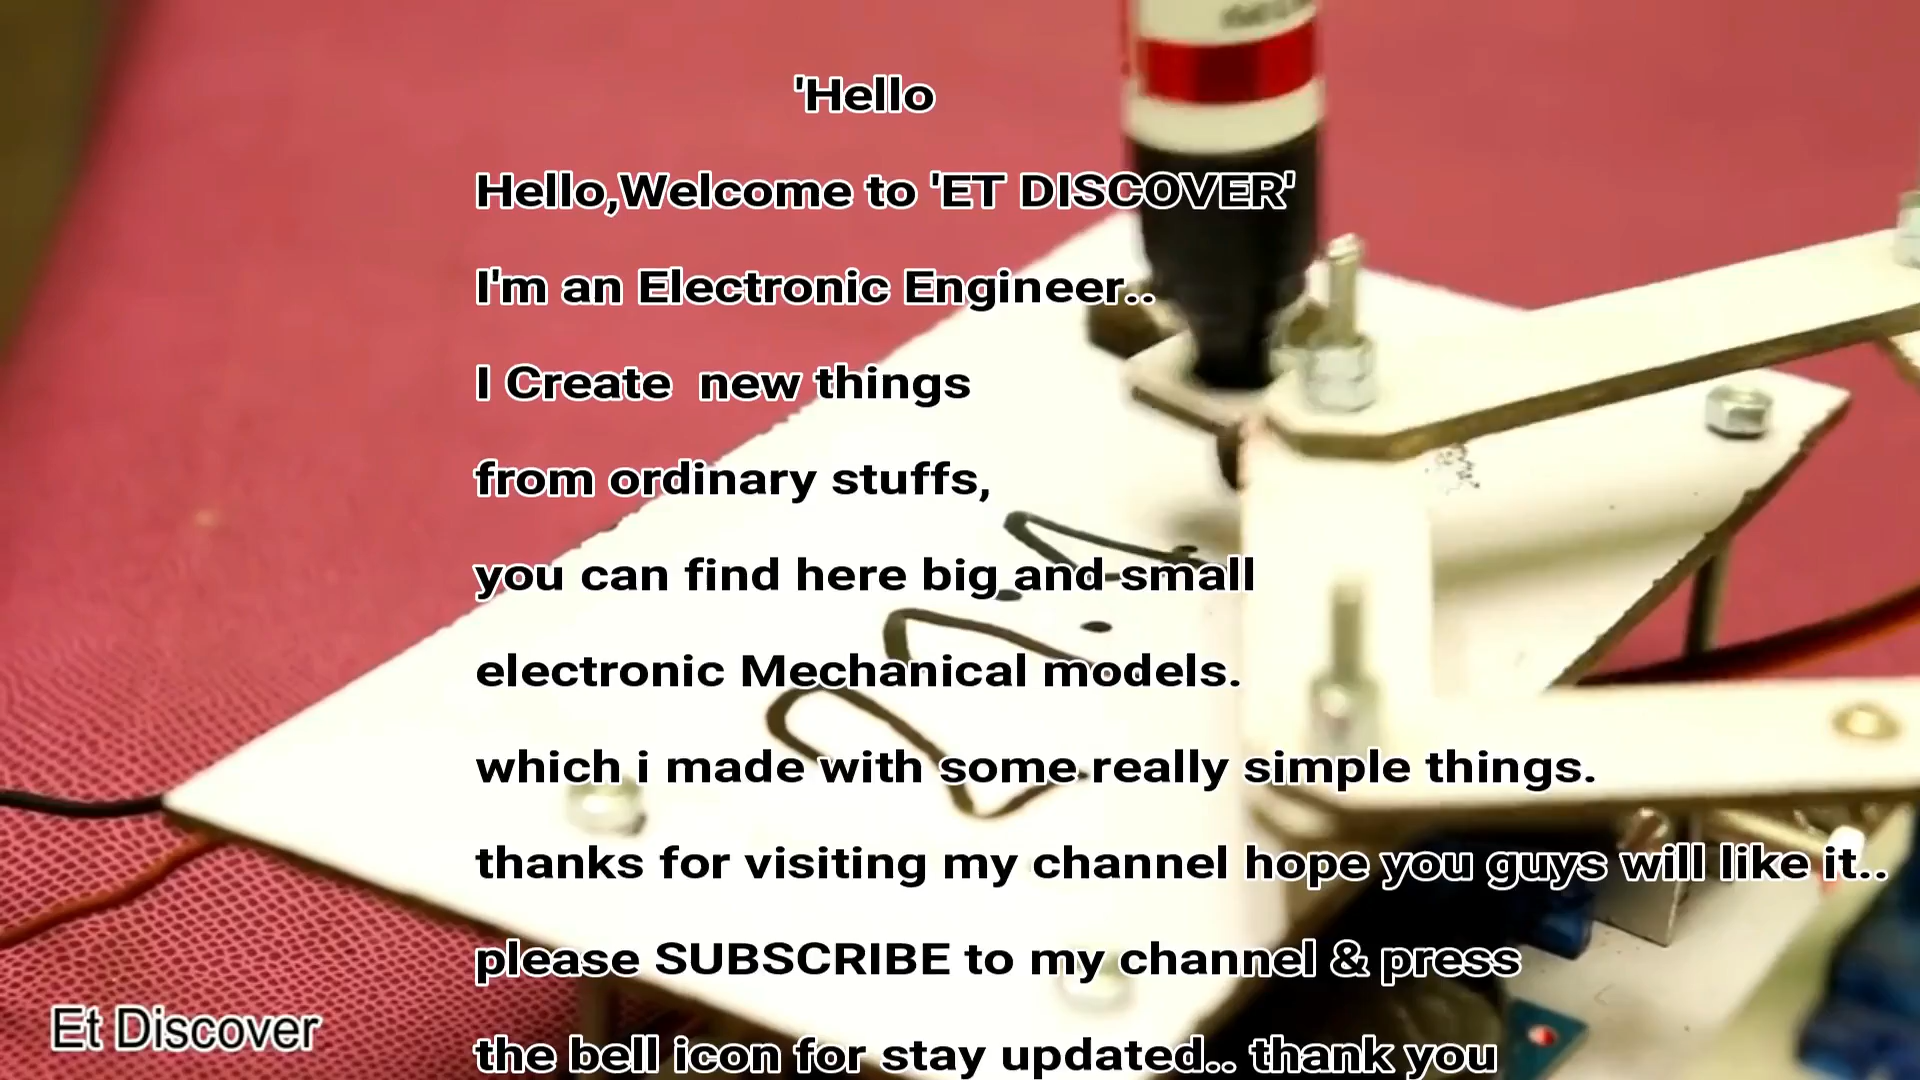 'Hello
Hello,Welcome to 'ET DISCOVER'
I'm an Electronic Engineer..
I Create  new things
from ordinary stuffs,
you can find here big and small
electronic Mechanical models.
which i made with some really simple things.
thanks for visiting my channel hope you guys will like it..
please SUBSCRIBE to my channel & press
the bell icon for stay updated.. thank you
Et Discover